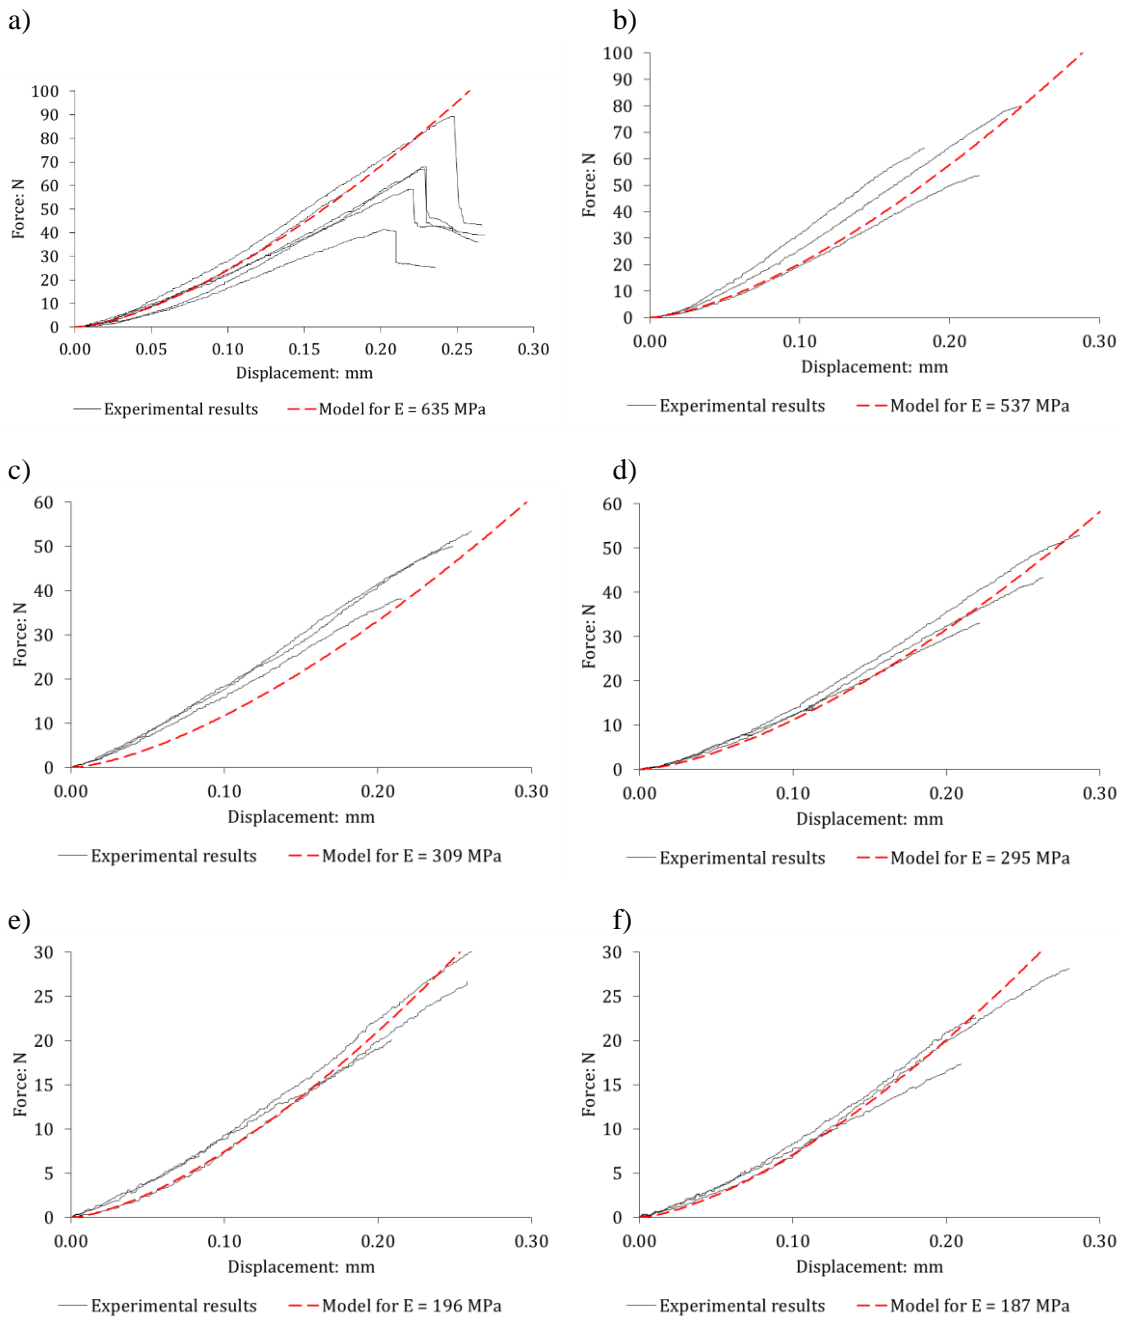 a)
100
90
80
70
60
50
40
30
20
10
0
Force: N
0.00 0.05 0.10 0.15 0.20 0.25 0.30
Displacement: mm
Experimental results Model for E = 635 MPa
b)
100
90
80
70
60
50
40
30
20
10
0
Force: N
0.00 0.10 0.20 0.30
Displacement: mm
Experimental results Model for E = 537 MPa
c)
60
50
40
30
20
10
0
Force: N
0.00 0.10 0.20 0.30
Displacement: mm
Experimental results Model for E = 309 MPa
d)
60
50
40
30
20
10
0
Force: N
0.00 0.10 0.20 0.30
Displacement: mm
Experimental results Model for E = 295 MPa
e)
30
25
20
15
10
5
0
Force: N
0.00 0.10 0.20 0.30
Displacement: mm
Experimental results Model for E = 196 MPa
f)
30
25
20
15
10
5
0
Force: N
0.00 0.10 0.20 0.30
Displacement: mm
Experimental results Model for E = 187 MPa